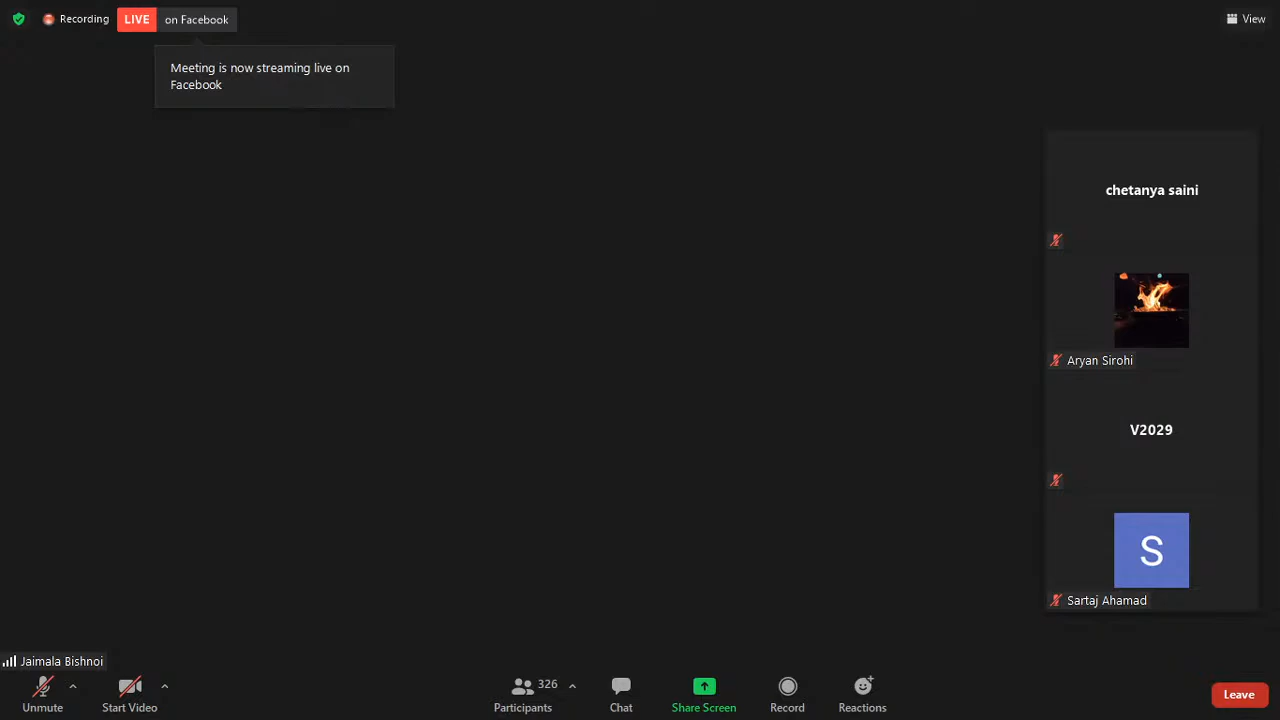 Recording LIVE on Facebook
View
Meeting is now streaming live on
Facebook
chetanya saini
Aryan Sirohi
V2029
S
Sartaj Ahamad
Jaimala Bishnoi
326
Unmute
Start Video
Participants
Chat
Share Screen
Record
Reactions
Leave